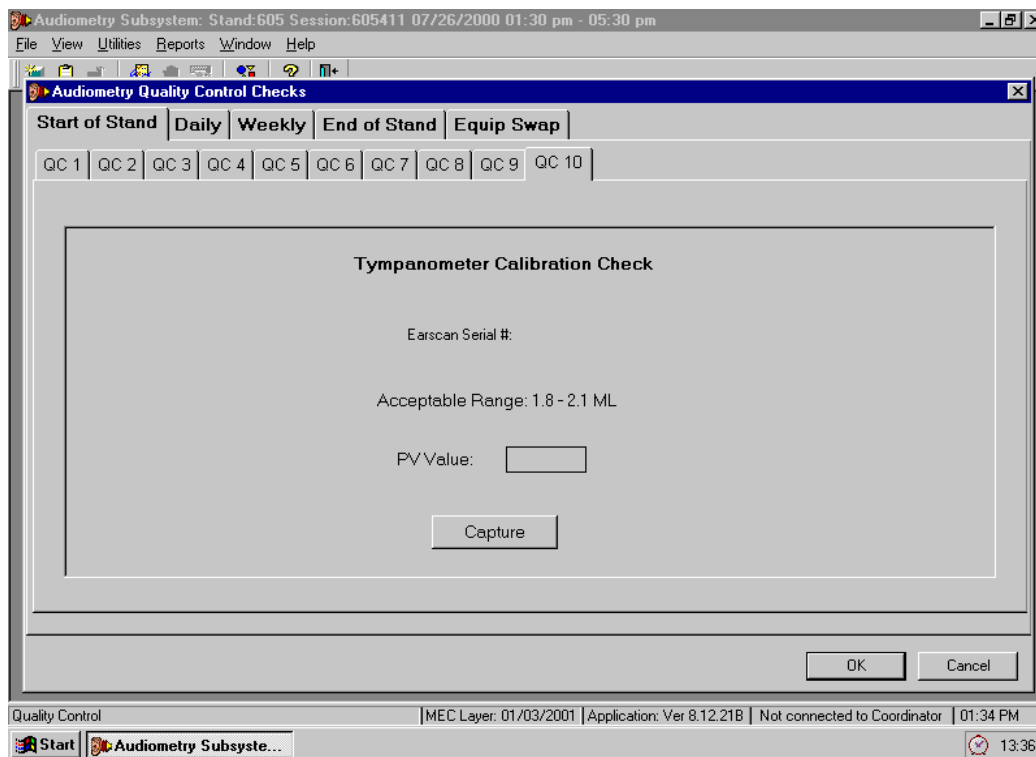 Audiometry Subsystem: Stand:605 Session:605411 07/26/2000 01:30 pm - 05:30 pm
File View Utilities Reports Window Help
Audiometry Quality Control Checks
Start of Stand Daily Weekly End of Stand Equip Swap
QC 1 QC 2 QC 3 QC 4 QC 5 QC 6 QC 7 QC 8 QC 9 QC 10
Tympanometer Calibration Check
Earscan Serial #:
Acceptable Range: 1.8 - 2.1 ML
PV Value:
Capture
OK Cancel
Quality Control MEC Layer: 01/03/2001 Application: Ver 8.12.21B Not connected to Coordinator 01:34 PM
Start Audiometry Subsyste... 13:36